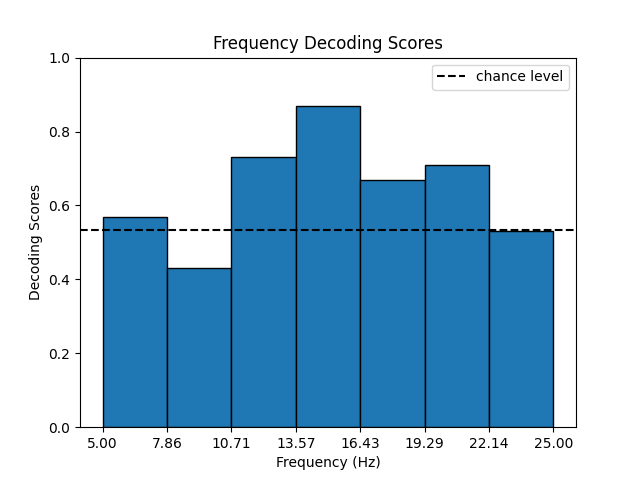 Frequency Decoding Scores
chance level
1.0
0.8
0.6
0.4
0.2
0.0
Decoding Scores
5.00 7.86 10.71 13.57 16.43 19.29 22.14 25.00
Frequency (Hz)